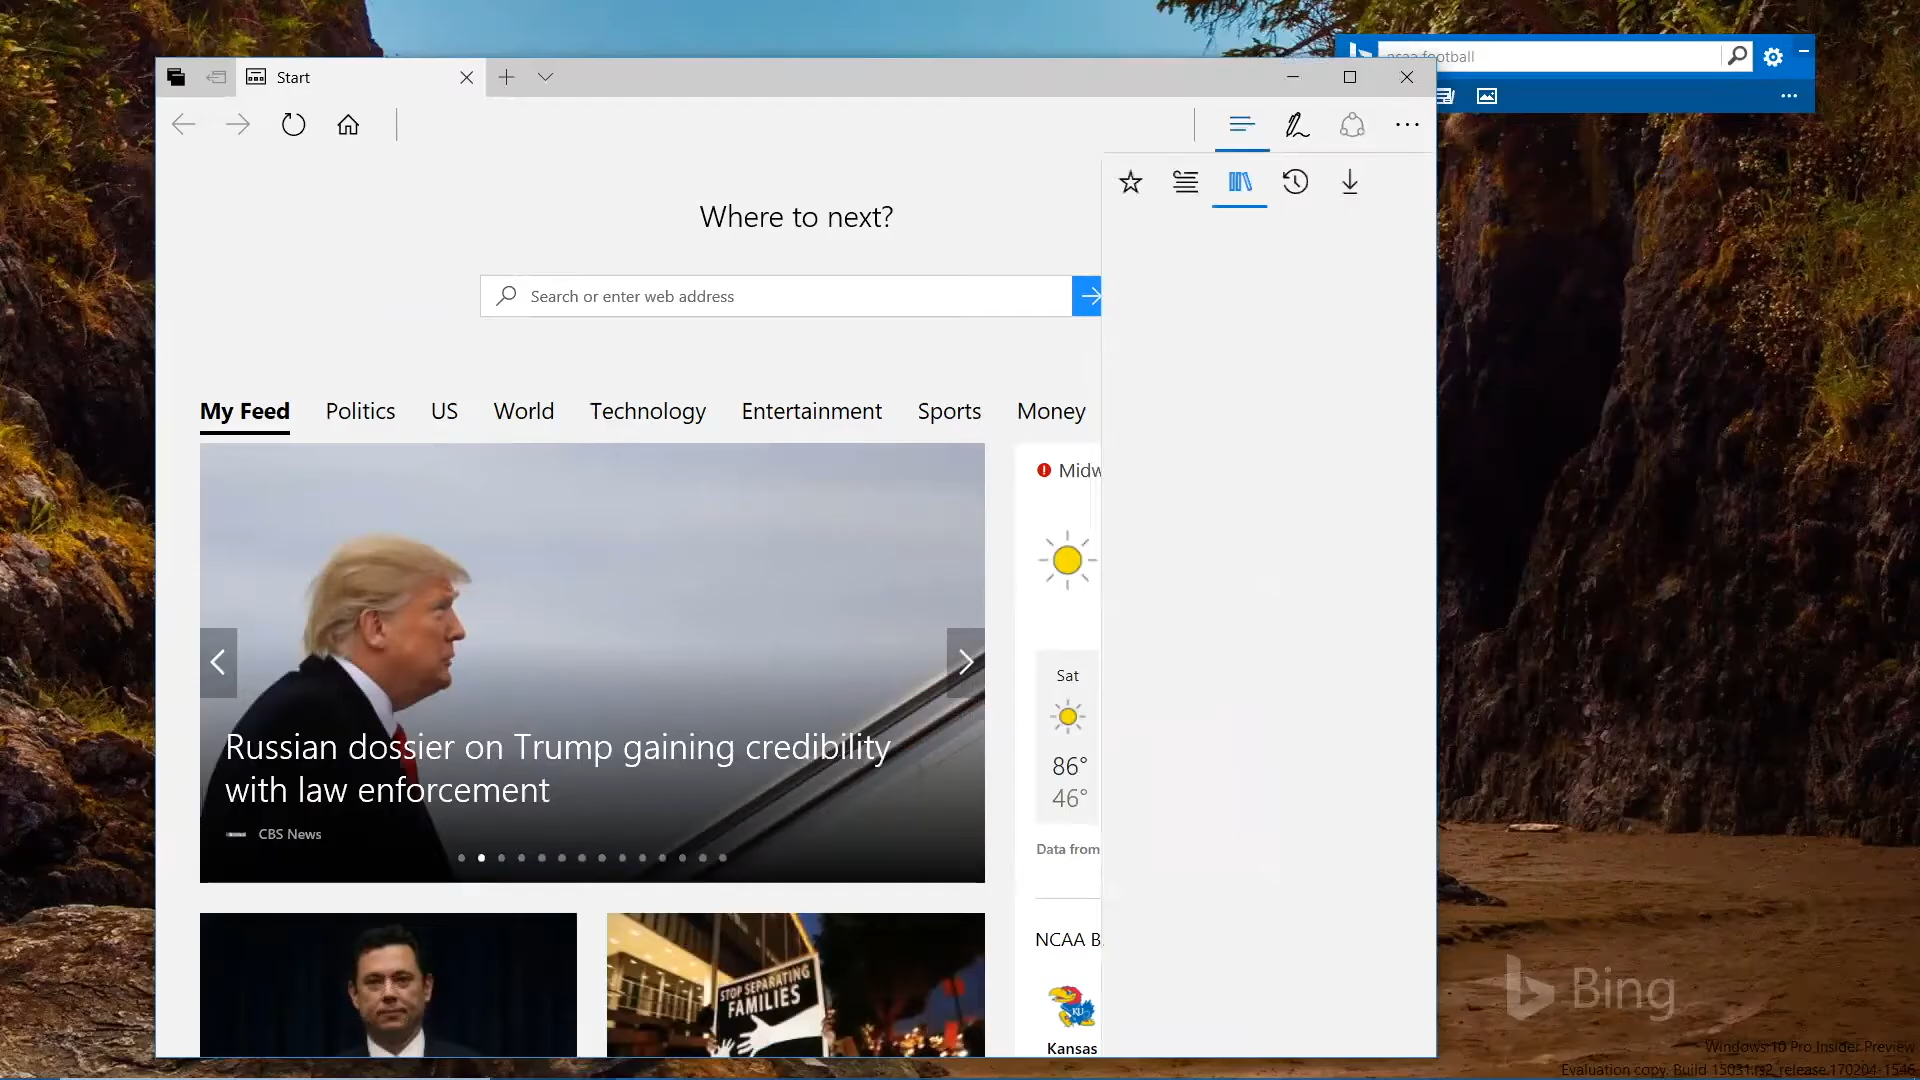 Start
ncaa football
Where to next?
Search or enter web address
My Feed Politics US World Technology Entertainment Sports Money
Midw
Sat
86°
46°
Russian dossier on Trump gaining credibility
with law enforcement
CBS News
Data from
NCAA B
STOP SEPARATING
FAMILIES
KU
Kansas
Bing
Windows 10 Pro Insider Preview
Evaluation copy. Build 15031.rs2_release.170204-1546